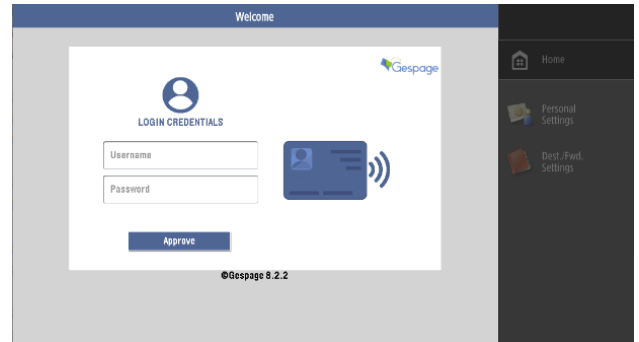 Welcome
Gespage
LOGIN CREDENTIALS
Username
Password
Approve
©Gespage 8.2.2
Home
Personal
Settings
Dest./Fwd.
Settings